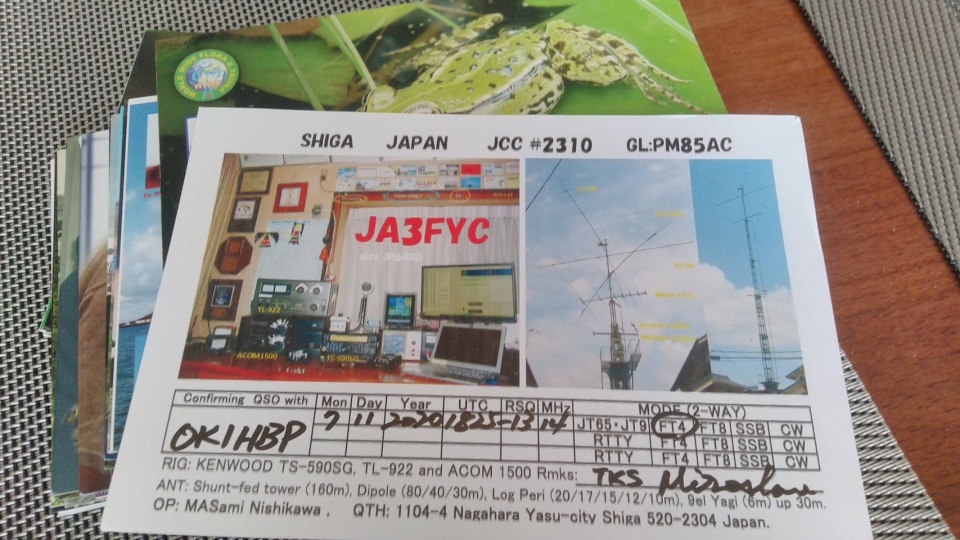 SHIGA JAPAN JCC #2310 GL:PM85AC
JA3FYC
also JR6RRD
TL-922
ACOM1500
TS-590SG
Confirming QSO with Mon Day Year UTC RSQ MHz MODE (2-WAY)
OK1HBP 7 11 2020 1825 -13 14 JT65・JT9 FT4 FT8 SSB CW
RTTY FT4 FT8 SSB CW
RTTY FT4 FT8 SSB CW
RIG: KENWOOD TS-590SG, TL-922 and ACOM 1500 Rmks: TKS Miroslav
ANT: Shunt-fed tower (160m), Dipole (80/40/30m), Log Peri (20/17/15/12/10m), 9el Yagi (6m) up 30m.
OP: MASami Nishikawa , QTH: 1104-4 Nagahara Yasu-city Shiga 520-2304 Japan.